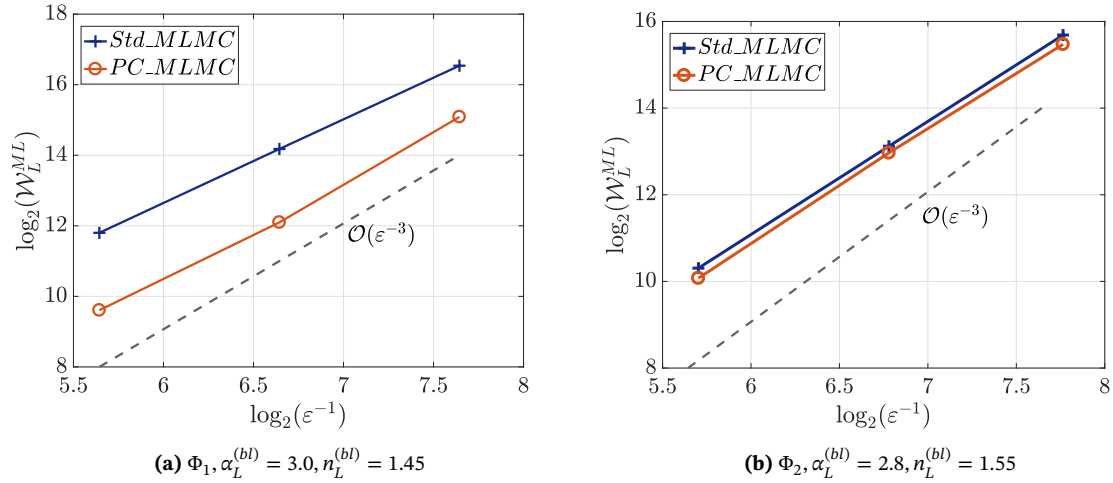 Std_MLMC
PC_MLMC
log₂(𝒲_L^{ML})
18
16
14
12
10
8
𝒪(ε⁻³)
5.5 6 6.5 7 7.5 8
log₂(ε⁻¹)
(a) Φ₁, α_L^{(bl)} = 3.0, n_L^{(bl)} = 1.45
Std_MLMC
PC_MLMC
log₂(𝒲_L^{ML})
16
14
12
10
8
𝒪(ε⁻³)
5.5 6 6.5 7 7.5 8
log₂(ε⁻¹)
(b) Φ₂, α_L^{(bl)} = 2.8, n_L^{(bl)} = 1.55